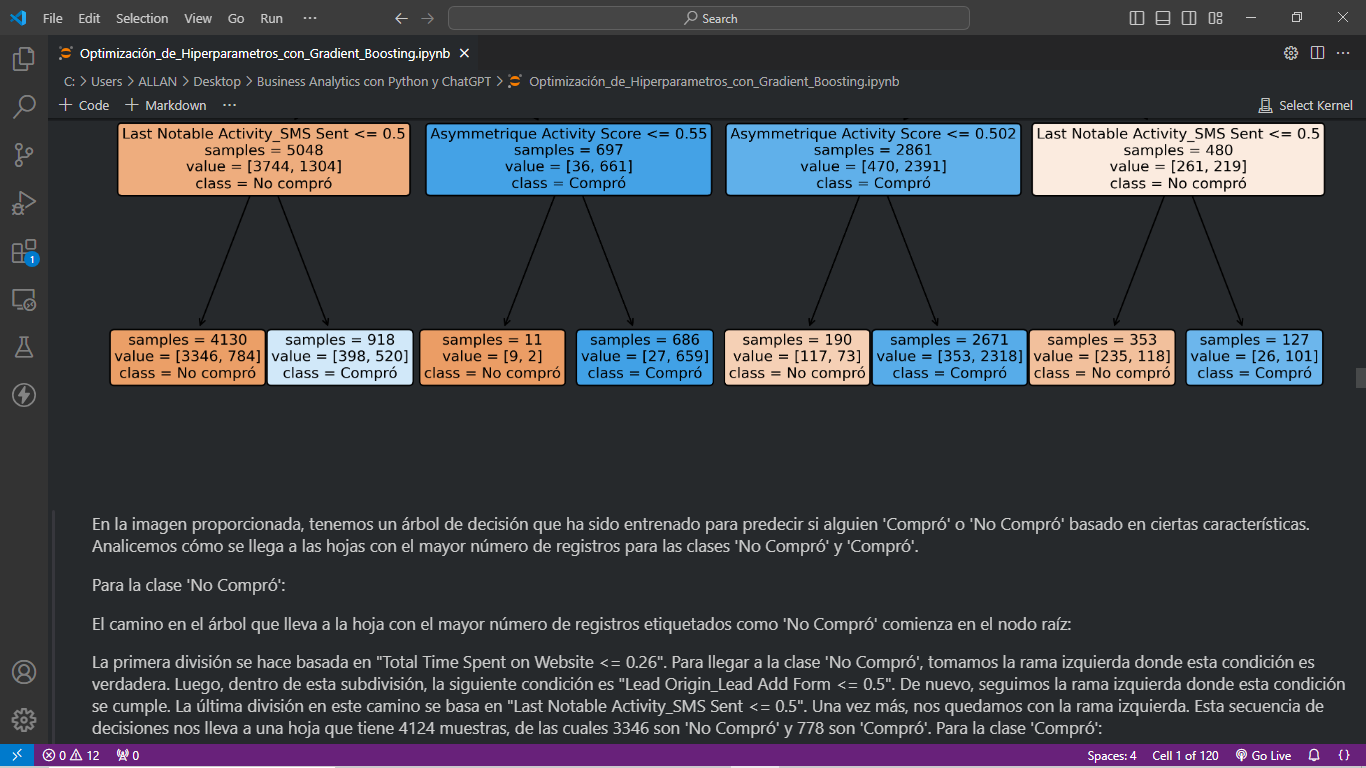 File Edit Selection View Go Run ··· Search
Optimización_de_Hiperparametros_con_Gradient_Boosting.ipynb
C: > Users > ALLAN > Desktop > Business Analytics con Python y ChatGPT > Optimización_de_Hiperparametros_con_Gradient_Boosting.ipynb
+ Code + Markdown ··· Select Kernel
Last Notable Activity_SMS Sent <= 0.5
samples = 5048
value = [3744, 1304]
class = No compró
Asymmetrique Activity Score <= 0.55
samples = 697
value = [36, 661]
class = Compró
Asymmetrique Activity Score <= 0.502
samples = 2861
value = [470, 2391]
class = Compró
Last Notable Activity_SMS Sent <= 0.5
samples = 480
value = [261, 219]
class = No compró
samples = 4130
value = [3346, 784]
class = No compró
samples = 918
value = [398, 520]
class = Compró
samples = 11
value = [9, 2]
class = No compró
samples = 686
value = [27, 659]
class = Compró
samples = 190
value = [117, 73]
class = No compró
samples = 2671
value = [353, 2318]
class = Compró
samples = 353
value = [235, 118]
class = No compró
samples = 127
value = [26, 101]
class = Compró
1
En la imagen proporcionada, tenemos un árbol de decisión que ha sido entrenado para predecir si alguien 'Compró' o 'No Compró' basado en ciertas características.
Analicemos cómo se llega a las hojas con el mayor número de registros para las clases 'No Compró' y 'Compró'.
Para la clase 'No Compró':
El camino en el árbol que lleva a la hoja con el mayor número de registros etiquetados como 'No Compró' comienza en el nodo raíz:
La primera división se hace basada en "Total Time Spent on Website <= 0.26". Para llegar a la clase 'No Compró', tomamos la rama izquierda donde esta condición es
verdadera. Luego, dentro de esta subdivisión, la siguiente condición es "Lead Origin_Lead Add Form <= 0.5". De nuevo, seguimos la rama izquierda donde esta condición
se cumple. La última división en este camino se basa en "Last Notable Activity_SMS Sent <= 0.5". Una vez más, nos quedamos con la rama izquierda. Esta secuencia de
decisiones nos lleva a una hoja que tiene 4124 muestras, de las cuales 3346 son 'No Compró' y 778 son 'Compró'. Para la clase 'Compró':
0 12 0 Spaces: 4 Cell 1 of 120 Go Live {}